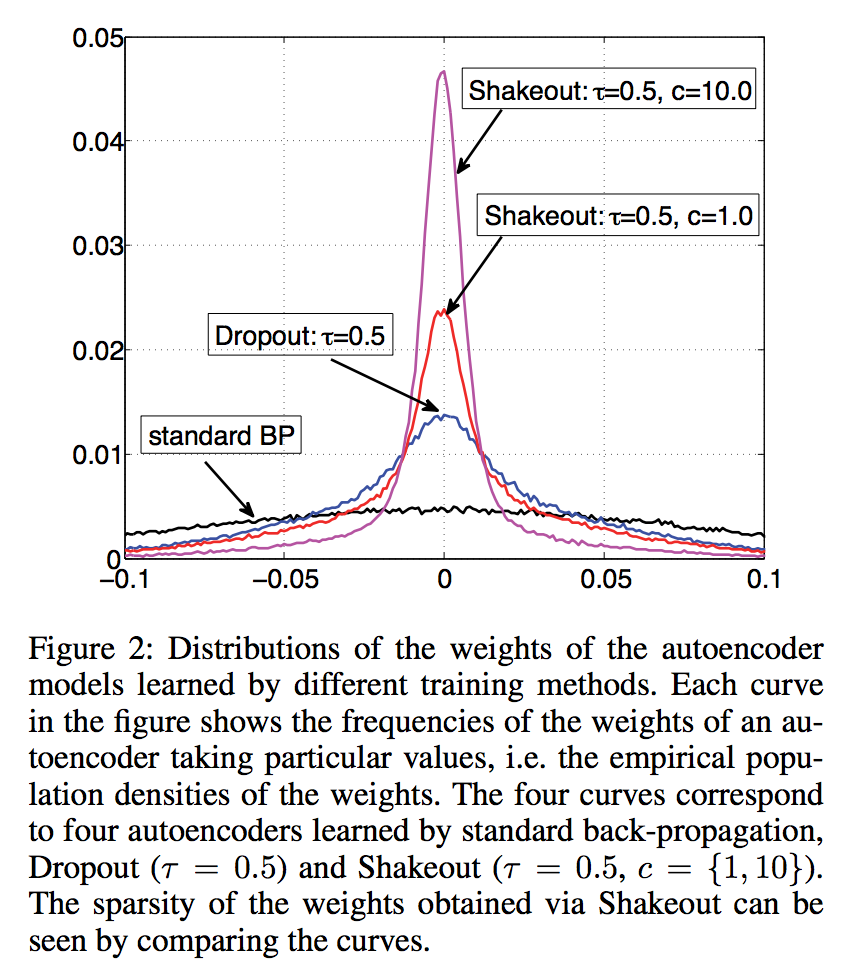 0.05
Shakeout: τ=0.5, c=10.0
0.04
Shakeout: τ=0.5, c=1.0
0.03
Dropout: τ=0.5
0.02
standard BP
0.01
0
−0.1 −0.05 0 0.05 0.1
Figure 2: Distributions of the weights of the autoencoder
models learned by different training methods. Each curve
in the figure shows the frequencies of the weights of an au-
toencoder taking particular values, i.e. the empirical popu-
lation densities of the weights. The four curves correspond
to four autoencoders learned by standard back-propagation,
Dropout (τ = 0.5) and Shakeout (τ = 0.5, c = {1, 10}).
The sparsity of the weights obtained via Shakeout can be
seen by comparing the curves.